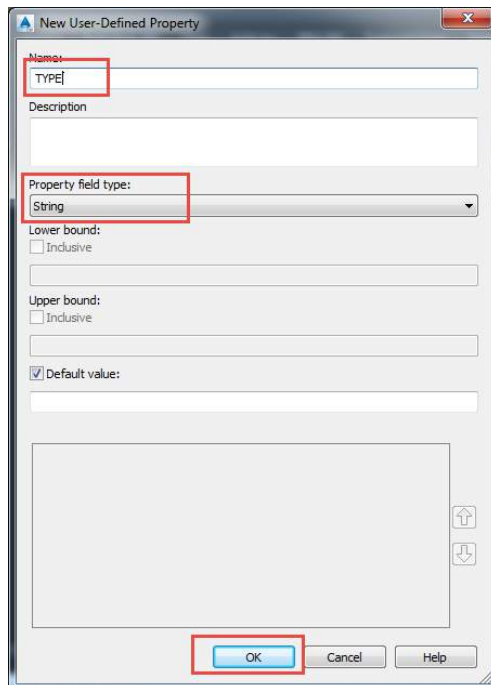 New User-Defined Property
Name:
TYPE
Description
Property field type:
String
Lower bound:
Inclusive
Upper bound:
Inclusive
Default value:
OK Cancel Help